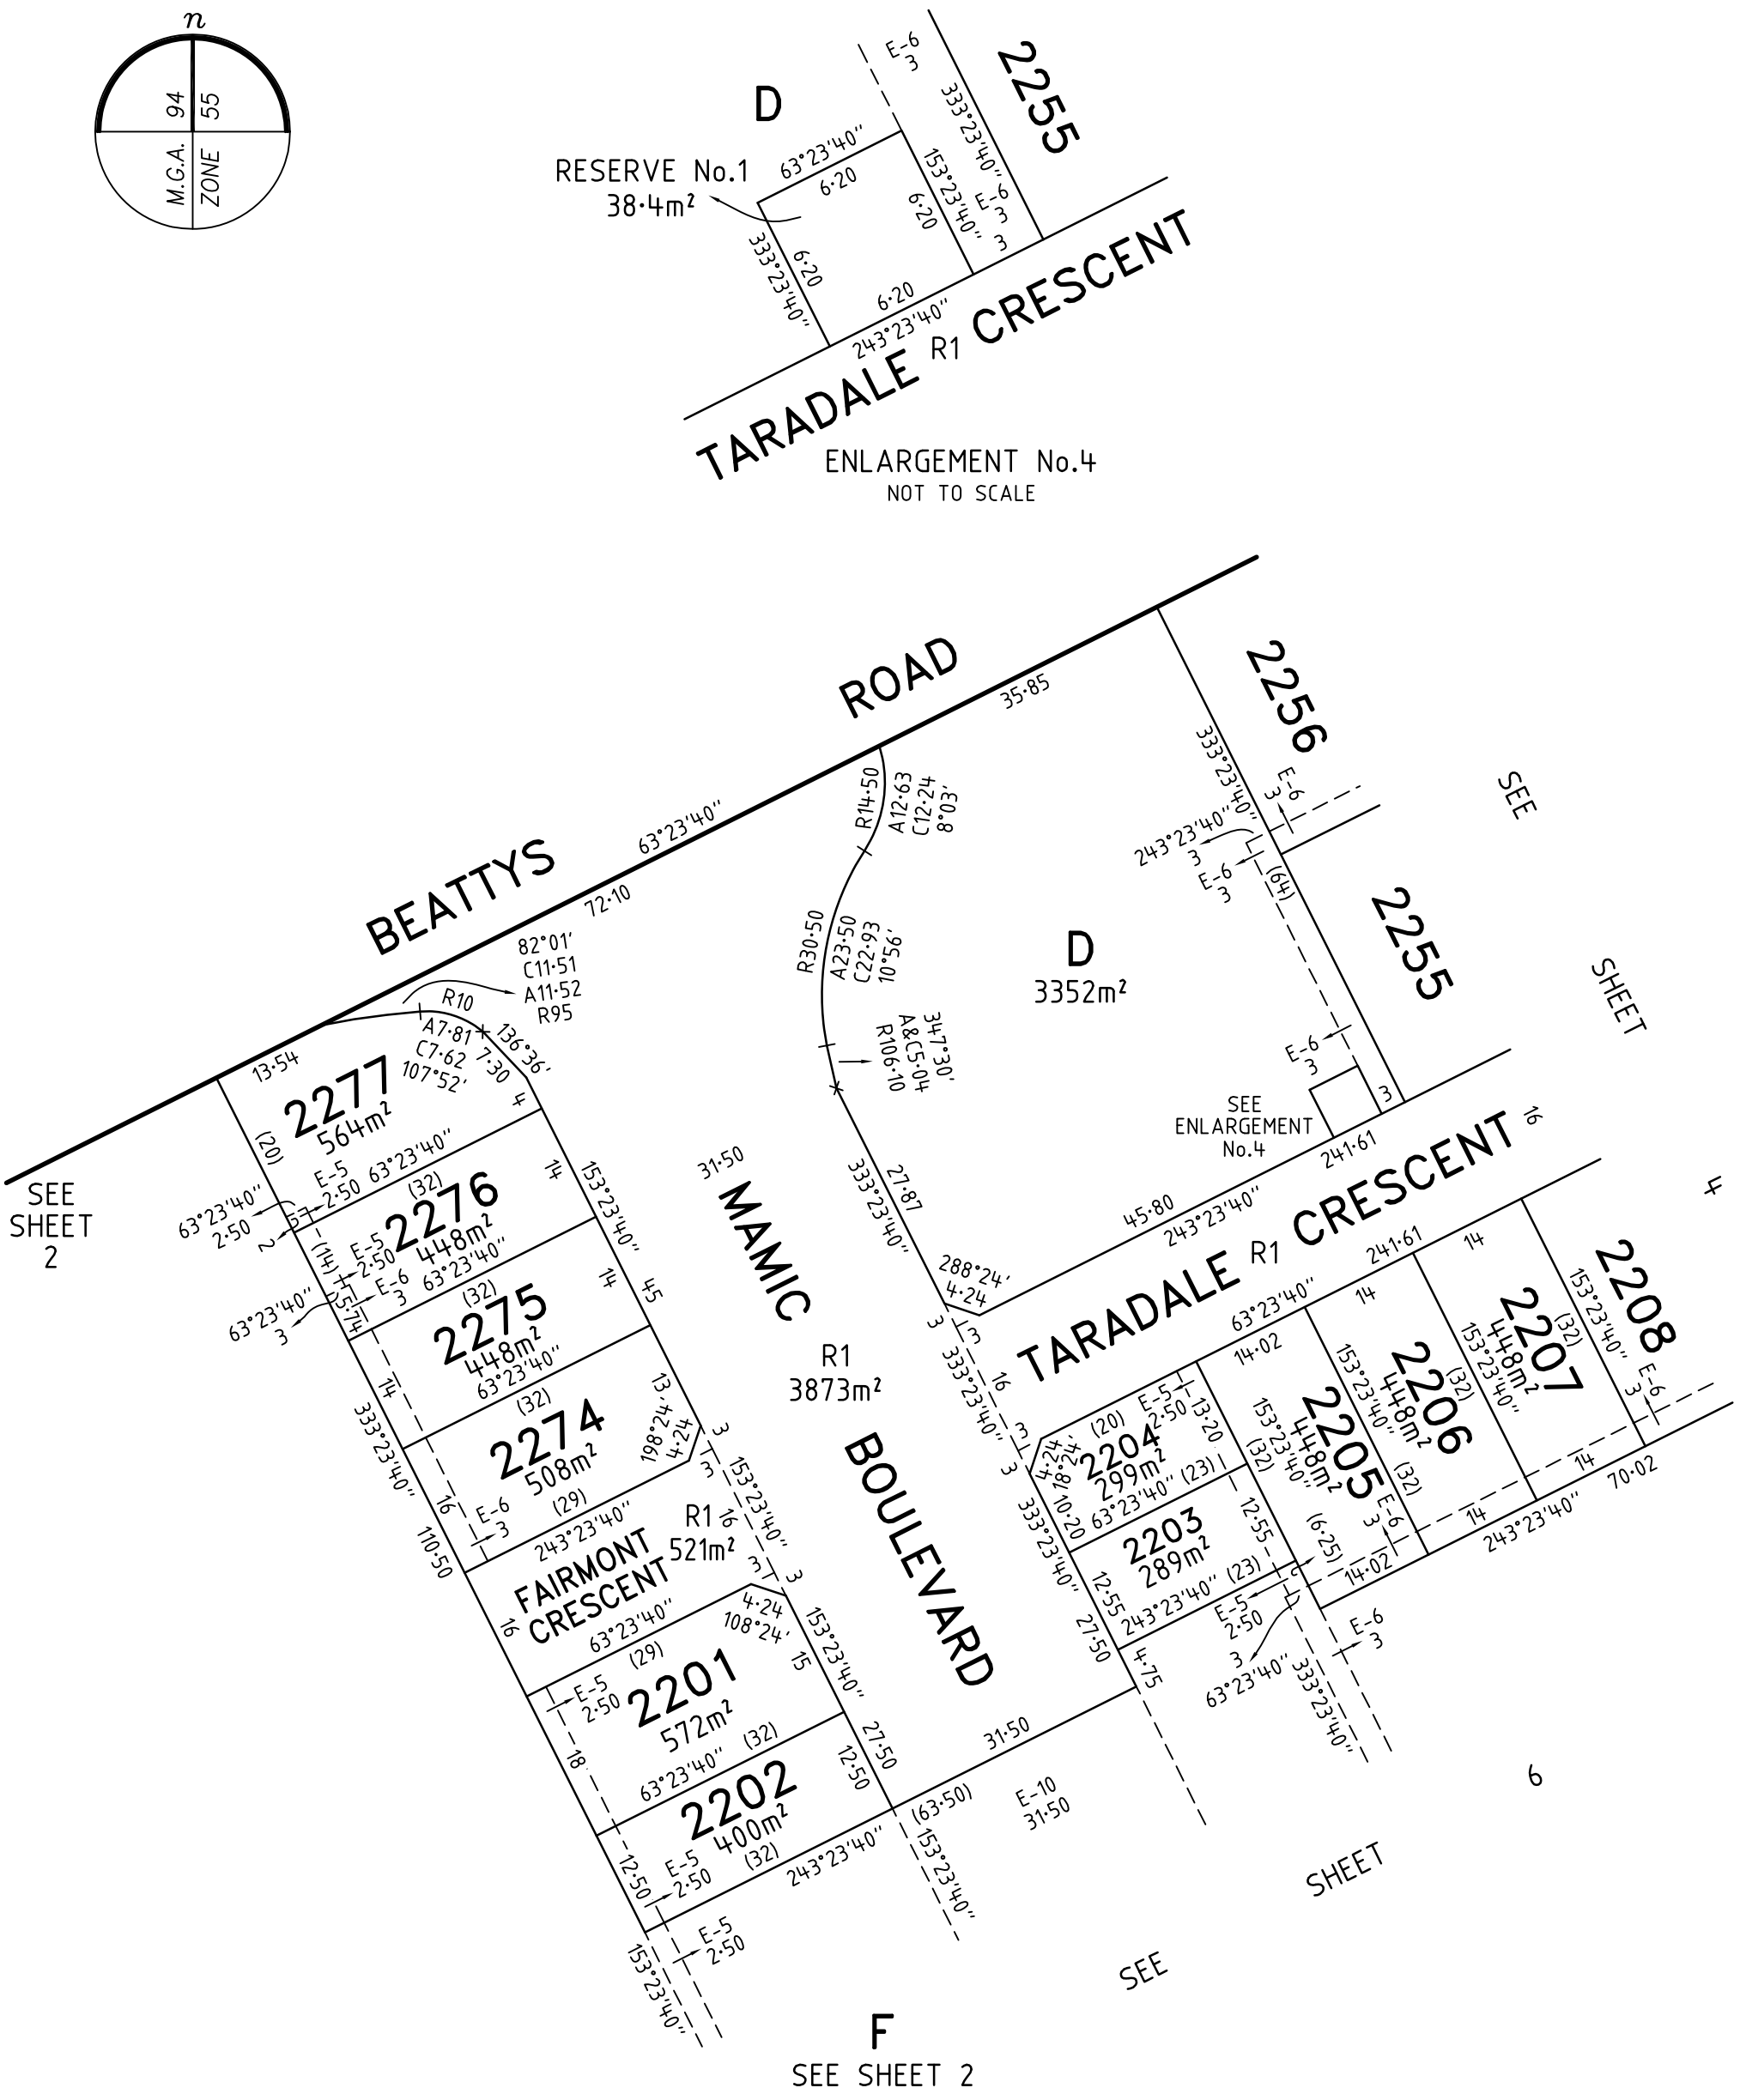 n
M.G.A. 94
ZONE 55
D
RESERVE No.1
38·4m²
63°23'40"
6·20
153°23'40"
6·20
333°23'40"
6·20
6·20
243°23'40"
E-6
3
333°23'40"
E-6
3
3
2255
TARADALE R1 CRESCENT
ENLARGEMENT No.4
NOT TO SCALE
BEATTYS ROAD
63°23'40"
72·10
35·85
13·54
82°01'
C11·51
A11·52
R95
R10
A7·81
C7·62
107°52'
136°36'
7·30
4
R14·50
A12·63
C12·24
8°03'
R30·50
A23·50
C22·93
10°56'
347°30'
A&C5·04
R106·10
D
3352m²
2256
333°23'40"
E-6
3
243°23'40"
3
E-6
3
(64)
2255
E-6
3
3
SEE
SHEET
4
SEE
ENLARGEMENT
No.4
241·61
16
45·80
243°23'40"
27·87
333°23'40"
288°24'
4·24
31·50
MAMIC
BOULEVARD
R1
3873m²
TARADALE R1 CRESCENT
SEE
SHEET
2
2277
564m²
(20)
E-5
2·50
63°23'40"
(32)
63°23'40"
2·50
2
5
2276
448m²
14
(14)
E-5
2·50
E-6
3
63°23'40"
(32)
63°23'40"
3
5·74
153°23'40"
45
2275
448m²
14
14
63°23'40"
(32)
2274
508m²
13
198°24'
4·24
16
E-6
3
(29)
243°23'40"
333°23'40"
110·50
3
3
153°23'40"
16
R1
521m²
FAIRMONT
CRESCENT
16
3
3
63°23'40"
(29)
4·24
108°24'
E-5
2·50
2201
572m²
15
18
153°23'40"
27·50
63°23'40"
(32)
2202
400m²
12·50
12·50
E-5
2·50
(32)
243°23'40"
(63·50)
31·50
E-10
31·50
153°23'40"
E-5
2·50
153°23'40"
3
3
333°23'40"
16
3
3
4·24
18°24'
(20)
E-5
2·50
2204
299m²
13·20
10·20
63°23'40"
(23)
2203
289m²
12·55
12·55
333°23'40"
27·50
243°23'40"
(23)
4·75
E-5
2·50
3
63°23'40"
333°23'40"
E-6
3
(6·25)
63°23'40"
241·61
14·02
14
14
2205
448m²
153°23'40"
(32)
E-6
3
14·02
2206
448m²
153°23'40"
(32)
14
2207
448m²
153°23'40"
(32)
14
2208
153°23'40"
(32)
E-6
3
243°23'40"
70·02
SEE
SHEET
6
F
SEE SHEET 2